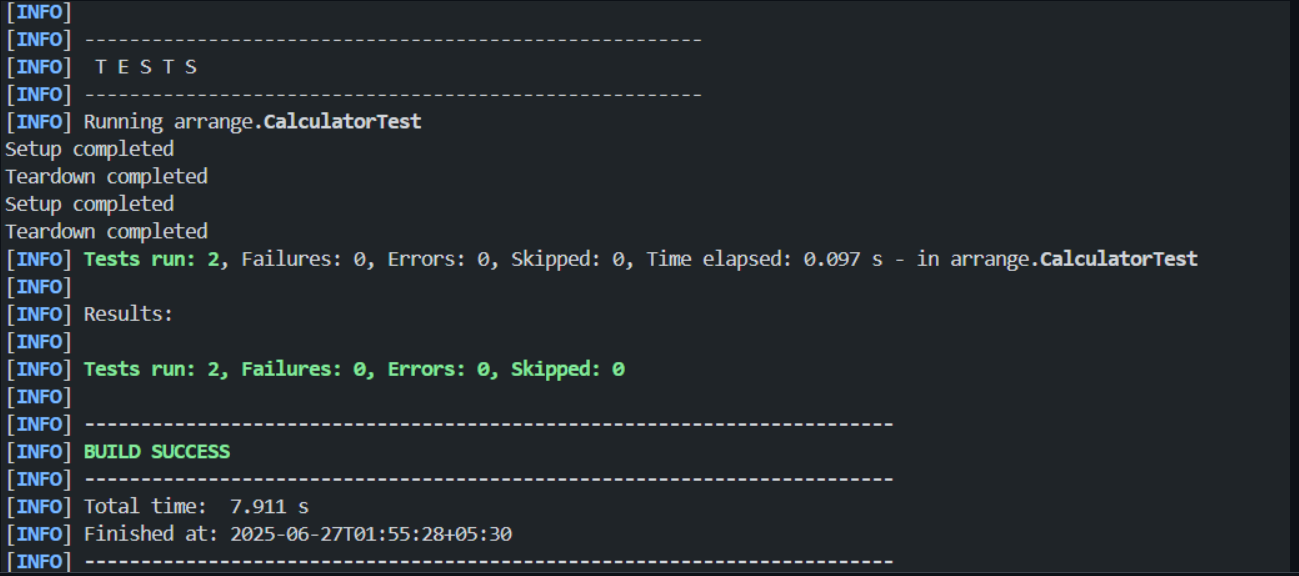 [INFO]
[INFO] -------------------------------------------------------
[INFO]  T E S T S
[INFO] -------------------------------------------------------
[INFO] Running arrange.CalculatorTest
Setup completed
Teardown completed
Setup completed
Teardown completed
[INFO] Tests run: 2, Failures: 0, Errors: 0, Skipped: 0, Time elapsed: 0.097 s - in arrange.CalculatorTest
[INFO]
[INFO] Results:
[INFO]
[INFO] Tests run: 2, Failures: 0, Errors: 0, Skipped: 0
[INFO]
[INFO] ------------------------------------------------------------------------
[INFO] BUILD SUCCESS
[INFO] ------------------------------------------------------------------------
[INFO] Total time:  7.911 s
[INFO] Finished at: 2025-06-27T01:55:28+05:30
[INFO] ------------------------------------------------------------------------